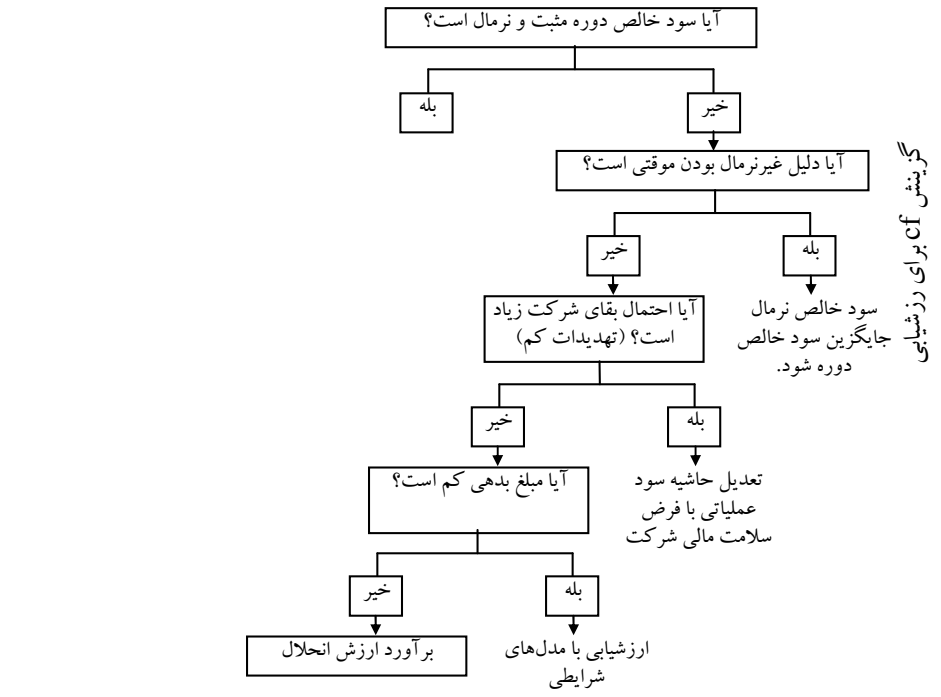 آیا سود خالص دوره مثبت و نرمال است؟
بله
خیر
آیا دلیل غیرنرمال بودن موقتی است؟
گزینش cf برای رزشیابی
خیر
بله
آیا احتمال بقای شرکت زیاد
است؟ (تهدیدات کم)
سود خالص نرمال
جایگزین سود خالص
دوره شود.
خیر
بله
آیا مبلغ بدهی کم است؟
تعدیل حاشیه سود
عملیاتی با فرض
سلامت مالی شرکت
خیر
بله
برآورد ارزش انحلال
ارزشیابی با مدل‌های
شرایطی